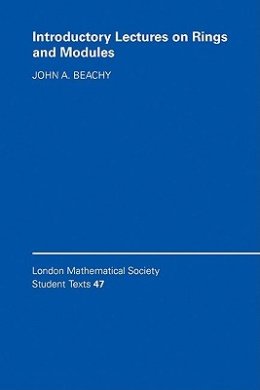 Introductory Lectures on Rings
and Modules
JOHN A. BEACHY
London Mathematical Society
Student Texts 47